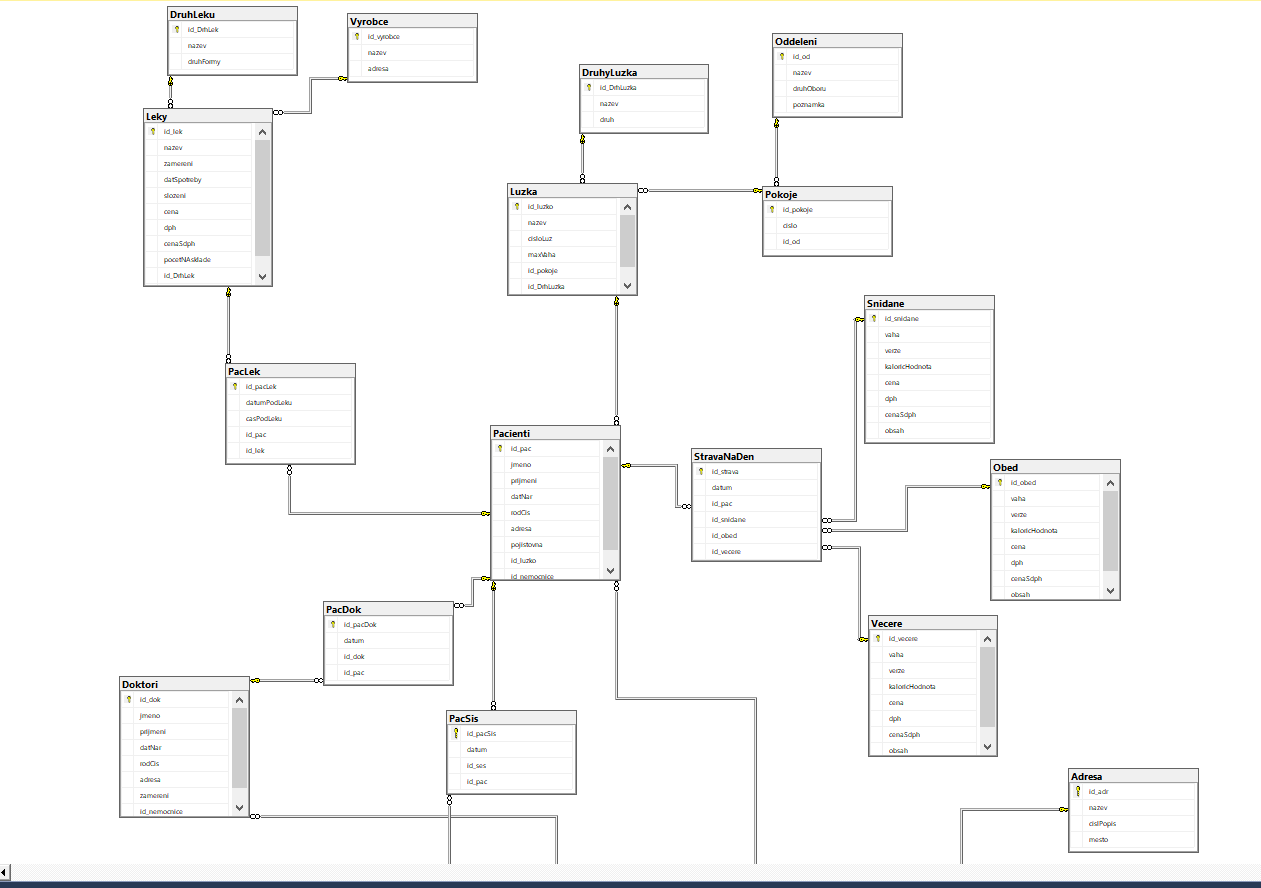 DruhLeku
id_DrhLek
nazev
druhFormy
Vyrobce
id_vyrobce
nazev
adresa
Oddeleni
id_od
nazev
druhOboru
poznamka
DruhyLuzka
id_DrhLuzka
nazev
druh
Leky
id_lek
nazev
zamereni
datSpotreby
slozeni
cena
dph
cenaSdph
pocetNAsklade
id_DrhLek
Luzka
id_luzko
nazev
cisloLuz
maxVaha
id_pokoje
id_DrhLuzka
Pokoje
id_pokoje
cislo
id_od
Snidane
id_snidane
vaha
verze
kaloricHodnota
cena
dph
cenaSdph
obsah
PacLek
id_pacLek
datumPodLeku
casPodLeku
id_pac
id_lek
Pacienti
id_pac
jmeno
prijmeni
datNar
rodCis
adresa
pojistovna
id_luzko
id_nemocnice
StravaNaDen
id_strava
datum
id_pac
id_snidane
id_obed
id_vecere
Obed
id_obed
vaha
verze
kaloricHodnota
cena
dph
cenaSdph
obsah
PacDok
id_pacDok
datum
id_dok
id_pac
Vecere
id_vecere
vaha
verze
kaloricHodnota
cena
dph
cenaSdph
obsah
Doktori
id_dok
jmeno
prijmeni
datNar
rodCis
adresa
zamereni
id_nemocnice
PacSis
id_pacSis
datum
id_ses
id_pac
Adresa
id_adr
nazev
cislPopis
mesto